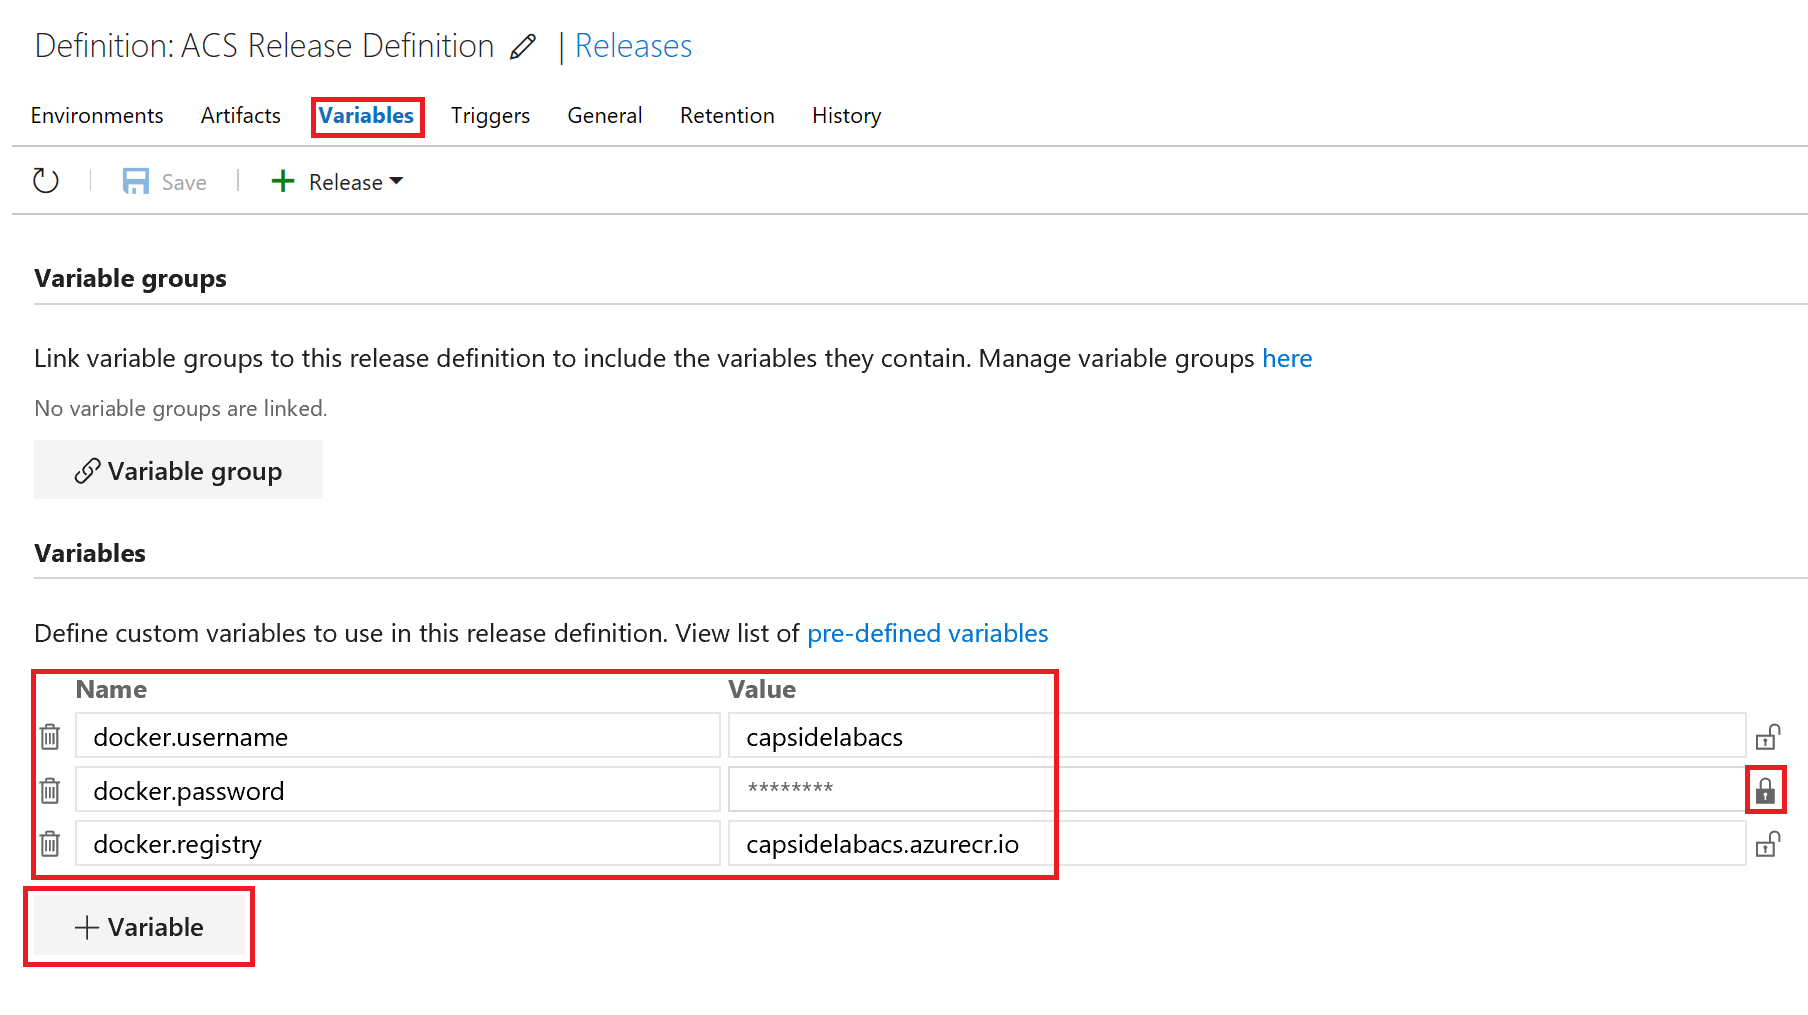 Definition: ACS Release Definition | Releases
Environments Artifacts Variables Triggers General Retention History
Save Release
Variable groups
Link variable groups to this release definition to include the variables they contain. Manage variable groups here
No variable groups are linked.
Variable group
Variables
Define custom variables to use in this release definition. View list of pre-defined variables
Name Value
docker.username capsidelabacs
docker.password ********
docker.registry capsidelabacs.azurecr.io
+ Variable